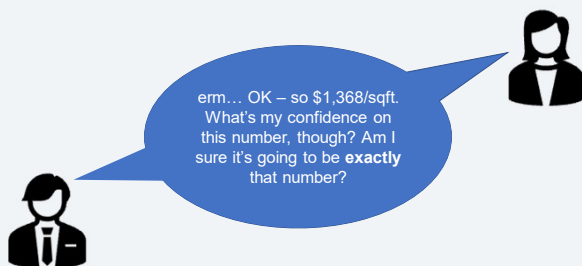 erm… OK – so $1,368/sqft.
What’s my confidence on
this number, though? Am I
sure it’s going to be exactly
that number?